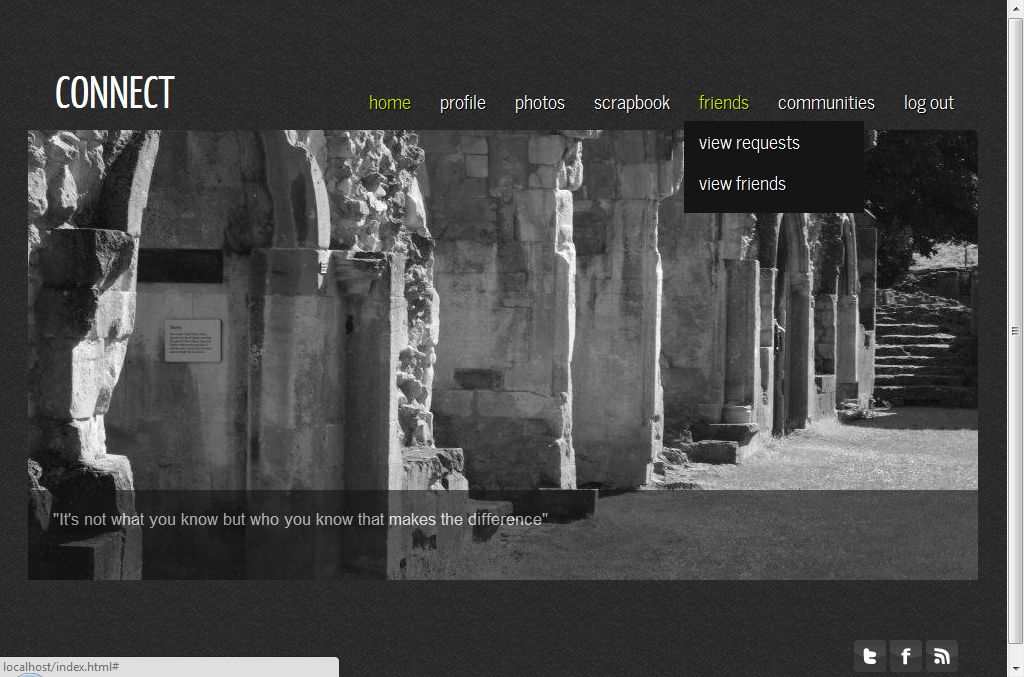 CONNECT
home profile photos scrapbook friends communities log out
view requests
view friends
"It's not what you know but who you know that makes the difference"
localhost/index.html#